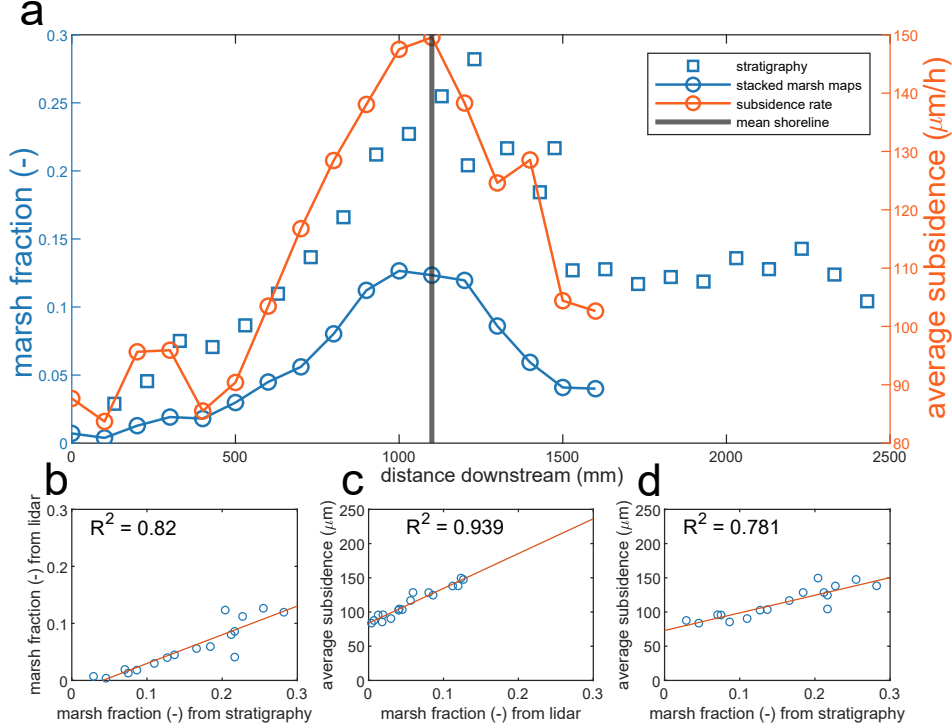 a
0.3
0.25
0.2
0.15
0.1
0.05
0
marsh fraction (-)
150
140
130
120
110
100
90
80
average subsidence (μm/h)
stratigraphy
stacked marsh maps
subsidence rate
mean shoreline
0 500 1000 1500 2000 2500
distance downstream (mm)
b
R² = 0.82
0.3
0.2
0.1
0
marsh fraction (-) from lidar
0 0.1 0.2 0.3
marsh fraction (-) from stratigraphy
c
R² = 0.939
250
200
150
100
50
0
average subsidence (μm)
0 0.1 0.2 0.3
marsh fraction (-) from lidar
d
R² = 0.781
250
200
150
100
50
0
average subsidence (μm)
0 0.1 0.2 0.3
marsh fraction (-) from stratigraphy